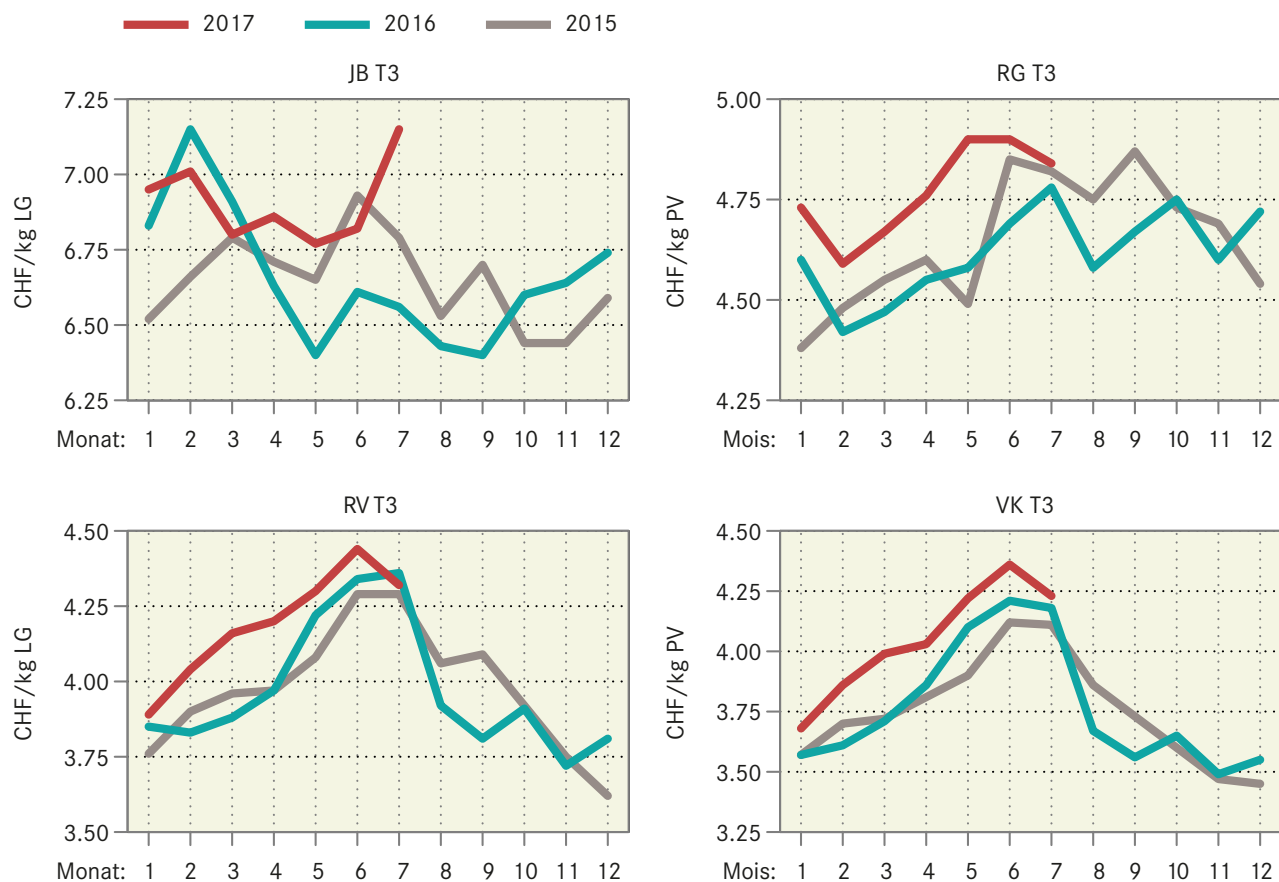 2017 2016 2015
JB T3
7.25
7.00
6.75
6.50
6.25
CHF/kg LG
Monat: 1 2 3 4 5 6 7 8 9 10 11 12
RG T3
5.00
4.75
4.50
4.25
CHF/kg PV
Mois: 1 2 3 4 5 6 7 8 9 10 11 12
RV T3
4.50
4.25
4.00
3.75
3.50
CHF/kg LG
Monat: 1 2 3 4 5 6 7 8 9 10 11 12
VK T3
4.50
4.25
4.00
3.75
3.50
3.25
CHF/kg PV
Mois: 1 2 3 4 5 6 7 8 9 10 11 12